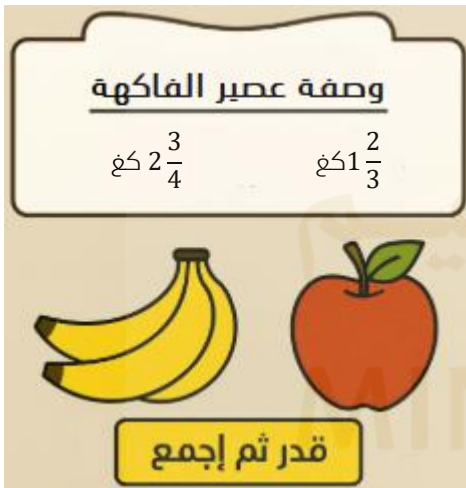 وصفة عصير الفاكهة
1 2/3 كغ 2 3/4 كغ
قدر ثم إجمع